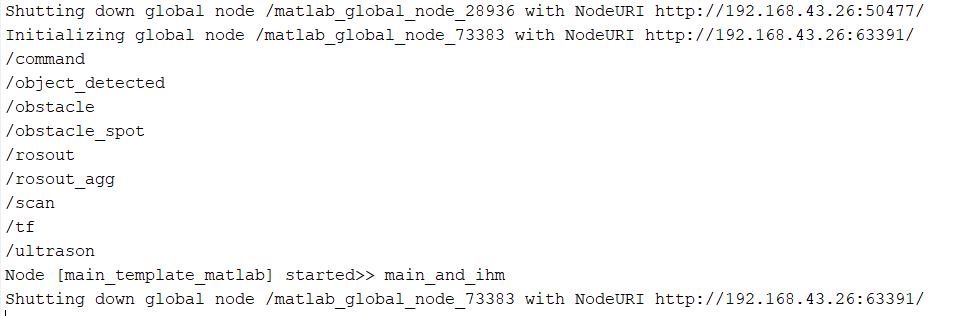 Shutting down global node /matlab_global_node_28936 with NodeURI http://192.168.43.26:50477/
Initializing global node /matlab_global_node_73383 with NodeURI http://192.168.43.26:63391/
/command
/object_detected
/obstacle
/obstacle_spot
/rosout
/rosout_agg
/scan
/tf
/ultrason
Node [main_template_matlab] started>> main_and_ihm
Shutting down global node /matlab_global_node_73383 with NodeURI http://192.168.43.26:63391/